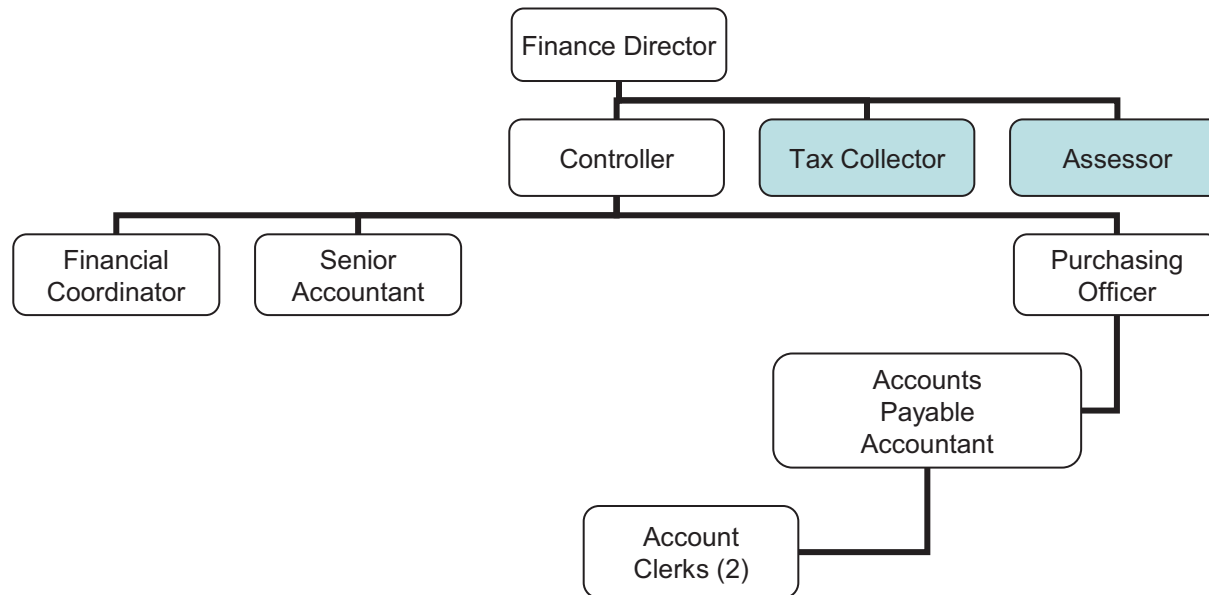 Finance Director
Controller
Tax Collector
Assessor
Financial
Coordinator
Senior
Accountant
Purchasing
Officer
Accounts
Payable
Accountant
Account
Clerks (2)